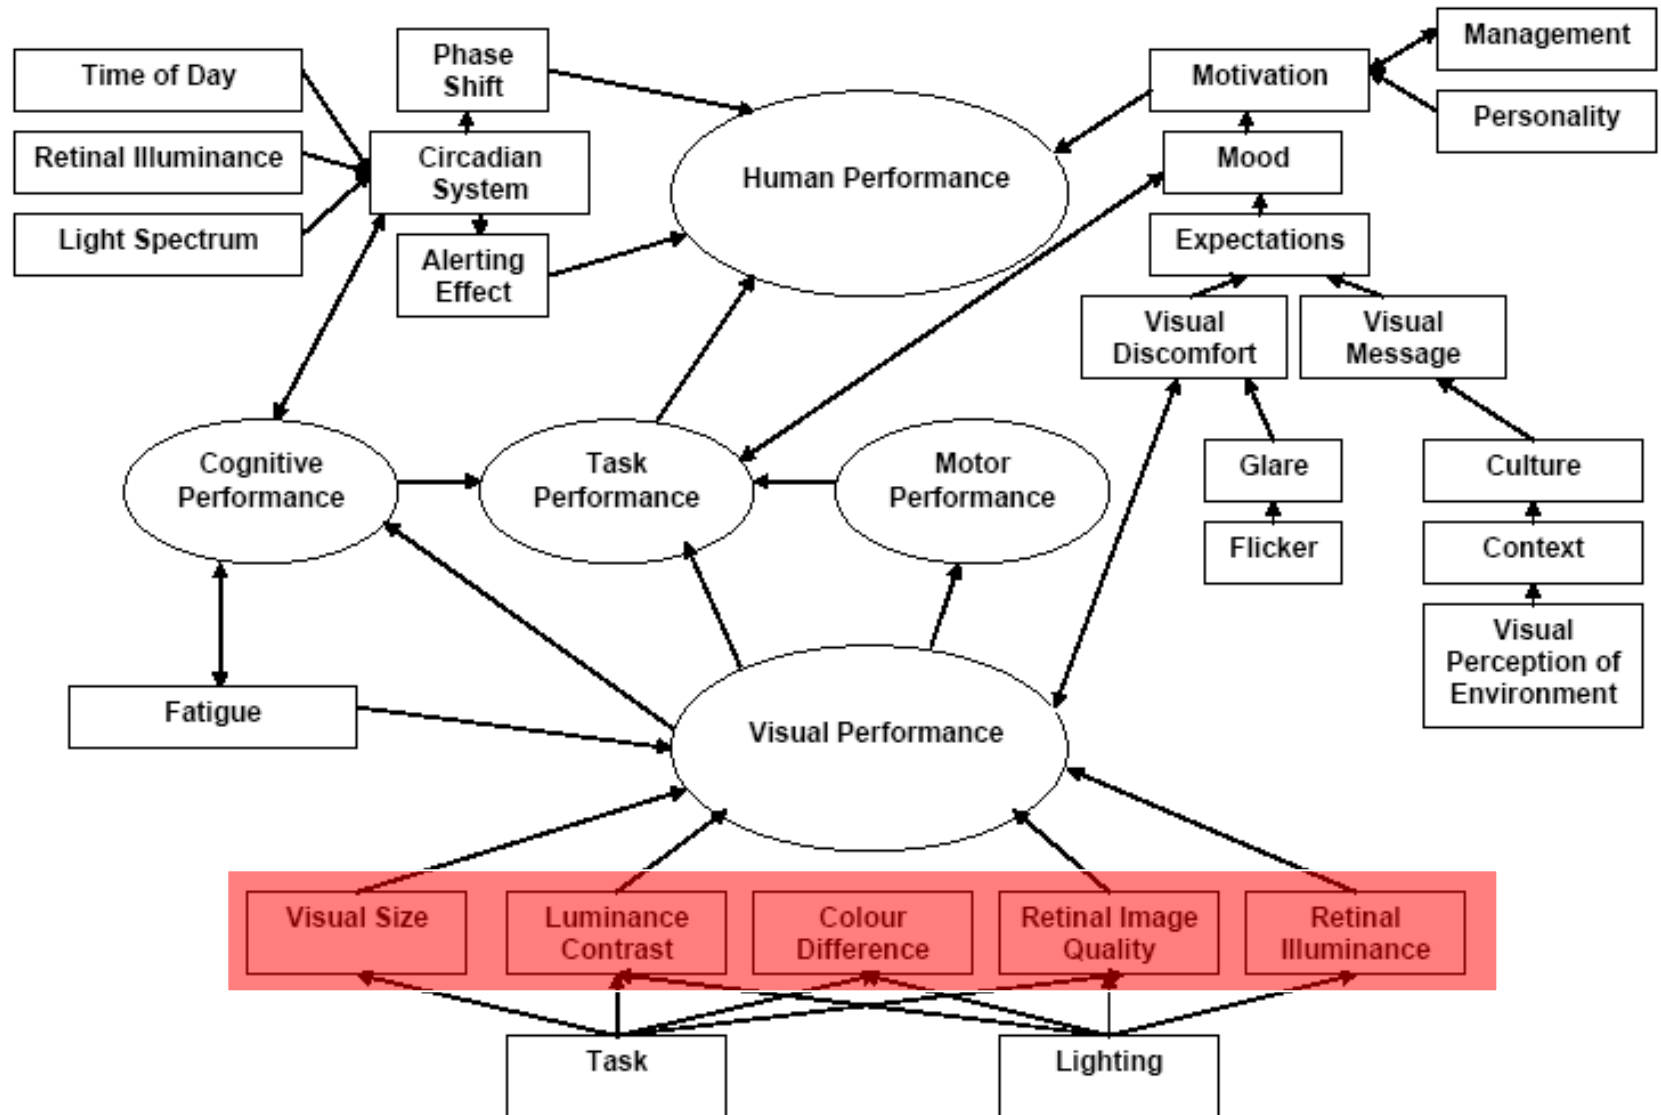 Time of Day
Retinal Illuminance
Light Spectrum
Phase
Shift
Circadian
System
Alerting
Effect
Human Performance
Motivation
Management
Personality
Mood
Expectations
Visual
Discomfort
Visual
Message
Cognitive
Performance
Task
Performance
Motor
Performance
Glare
Flicker
Culture
Context
Visual
Perception of
Environment
Fatigue
Visual Performance
Visual Size
Luminance
Contrast
Colour
Difference
Retinal Image
Quality
Retinal
Illuminance
Task
Lighting